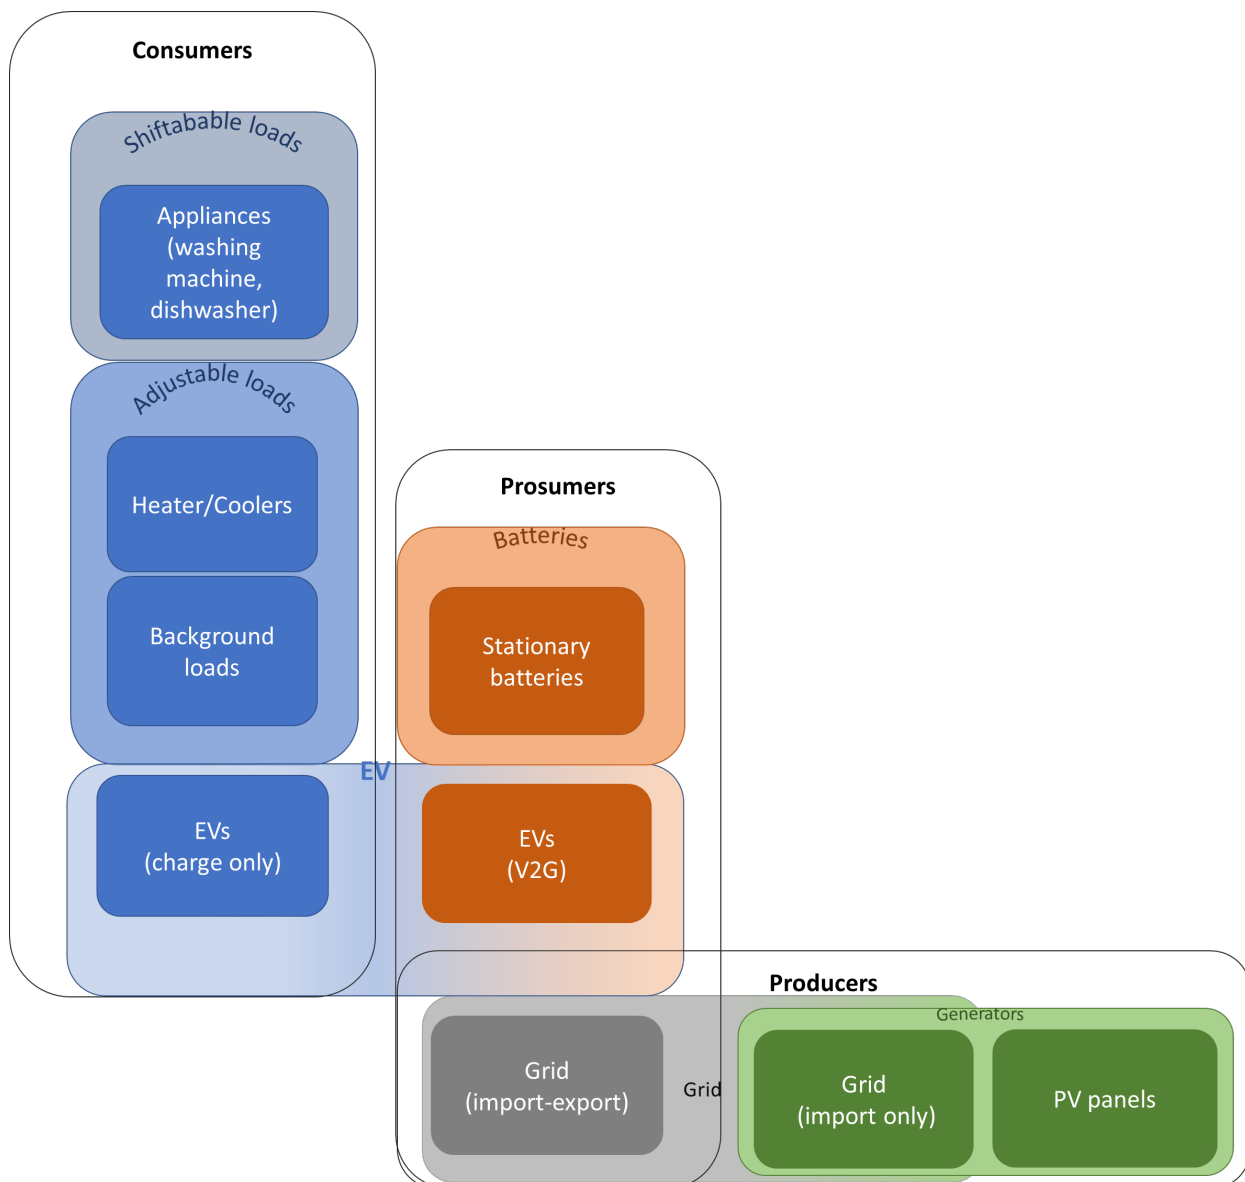 Consumers
Shiftabable loads
Appliances
(washing
machine,
dishwasher)
Adjustable loads
Heater/Coolers
Background
loads
Prosumers
Batteries
Stationary
batteries
EV
EVs
(charge only)
EVs
(V2G)
Producers
Generators
Grid
(import-export)
Grid
Grid
(import only)
PV panels